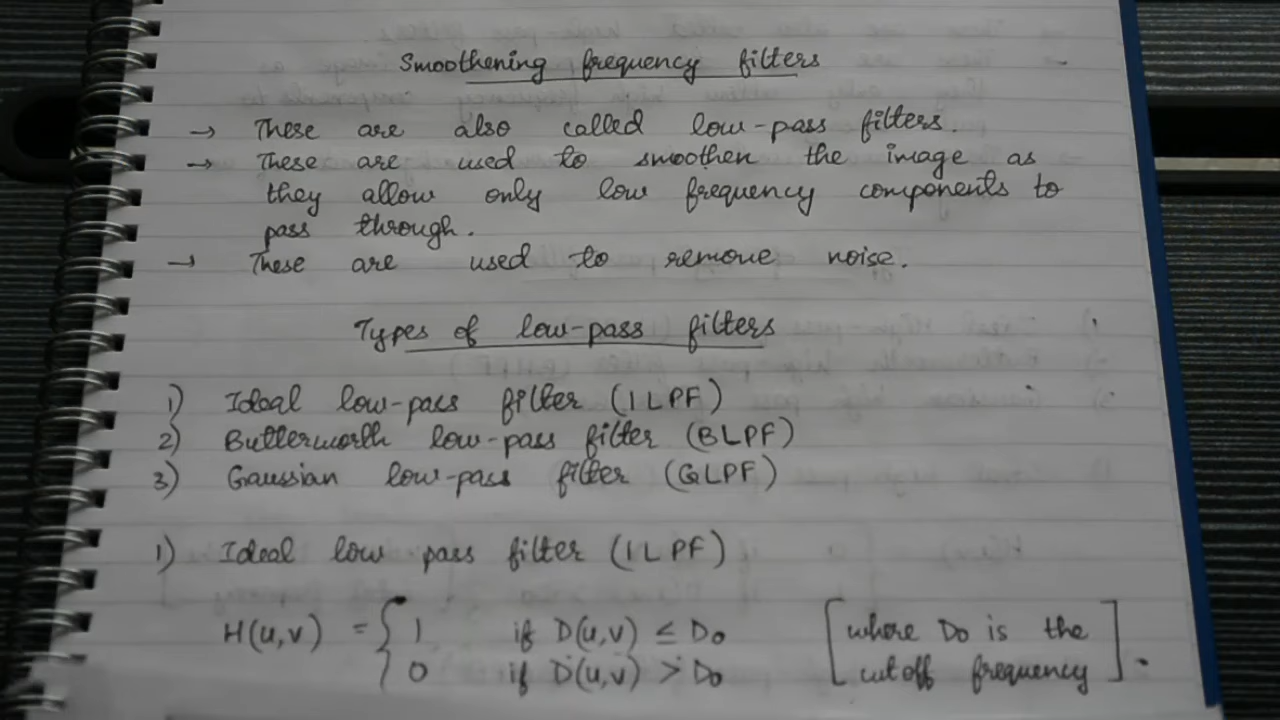 Smoothening frequency filters
→ These are also called low-pass filters.
→ These are used to smoothen the image as
they allow only low frequency components to
pass through.
→ These are used to remove noise.
Types of low-pass filters
1) Ideal low-pass filter (ILPF)
2) Butterworth low-pass filter (BLPF)
3) Gaussian low-pass filter (GLPF)
1) Ideal low pass filter (ILPF)
H(u,v) = { 1 if D(u,v) ≤ D0 [where D0 is the
0 if D(u,v) > D0 cutoff frequency].